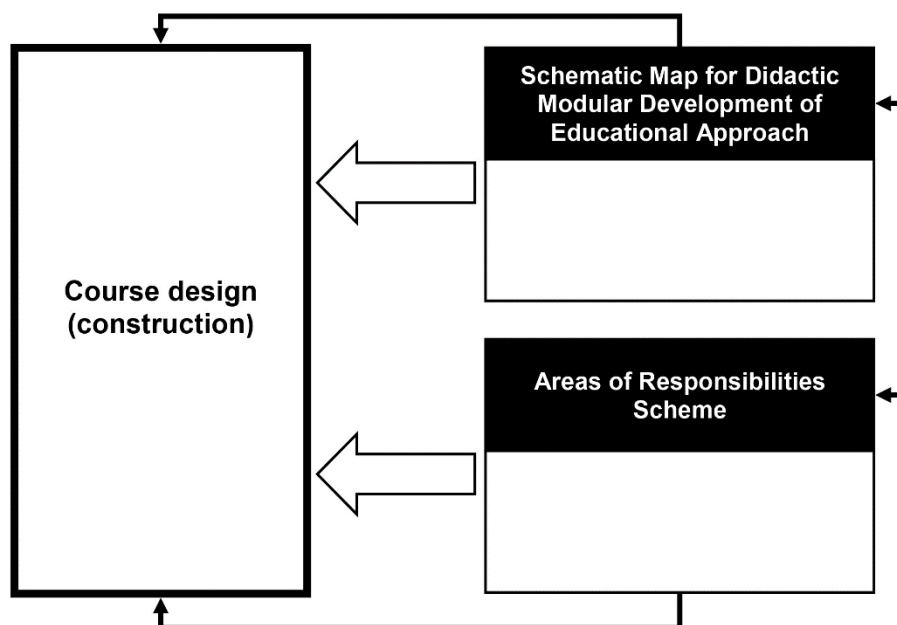 Schematic Map for Didactic
Modular Development of
Educational Approach
Course design
(construction)
Areas of Responsibilities
Scheme